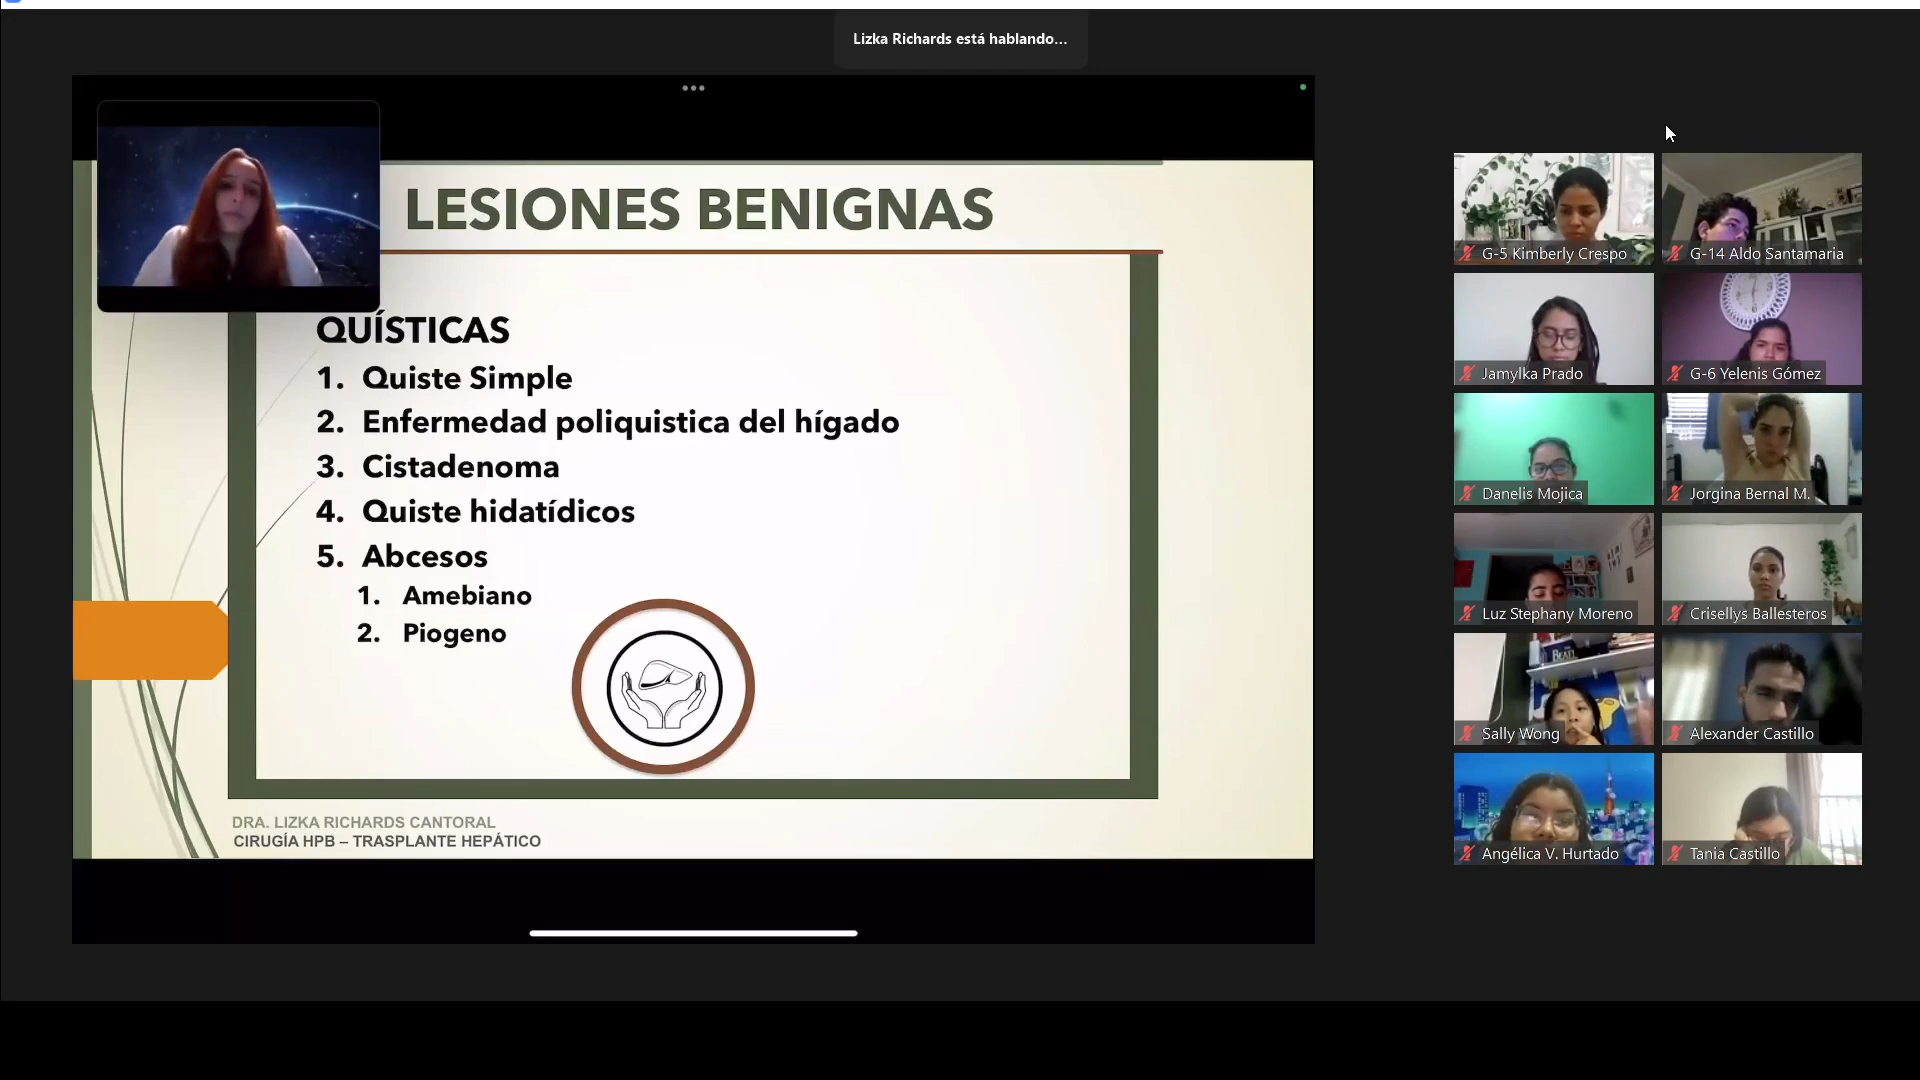 Lizka Richards está hablando...
LESIONES BENIGNAS
QUÍSTICAS
1. Quiste Simple
2. Enfermedad poliquistica del hígado
3. Cistadenoma
4. Quiste hidatídicos
5. Abcesos
1. Amebiano
2. Piogeno
DRA. LIZKA RICHARDS CANTORAL
CIRUGÍA HPB – TRASPLANTE HEPÁTICO
G-5 Kimberly Crespo
G-14 Aldo Santamaria
Jamylka Prado
G-6 Yelenis Gómez
Danelis Mojica
Jorgina Bernal M.
Luz Stephany Moreno
Crisellys Ballesteros
Sally Wong
Alexander Castillo
Angélica V. Hurtado
Tania Castillo